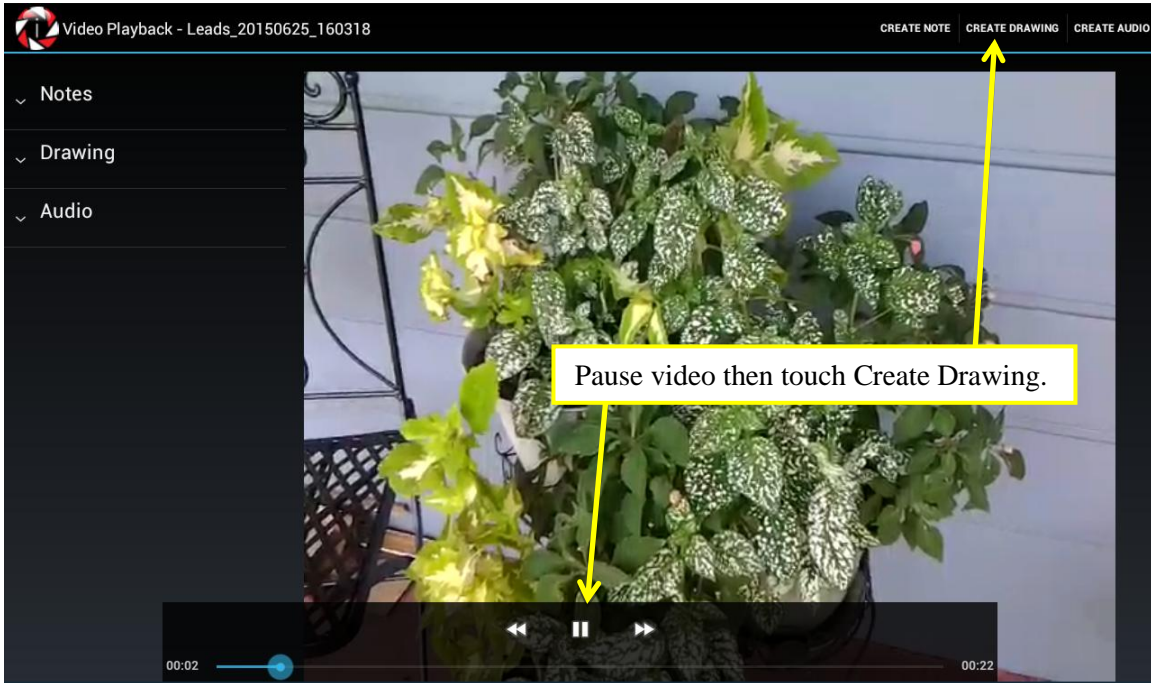 Video Playback - Leads_20150625_160318
CREATE NOTE CREATE DRAWING CREATE AUDIO
Notes
Drawing
Audio
Pause video then touch Create Drawing.
00:02 00:22